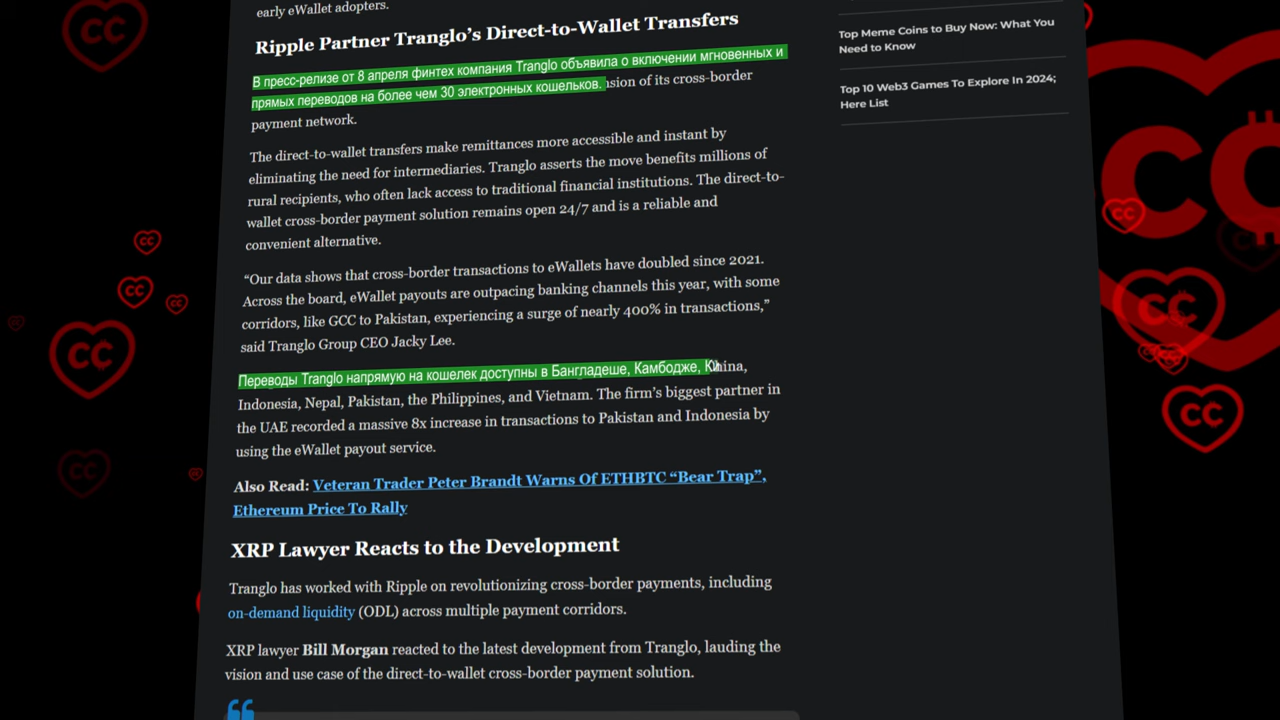 early eWallet adopters.
Ripple Partner Tranglo's Direct-to-Wallet Transfers
В пресс-релизе от 8 апреля финтех компания Tranglo объявила о включении мгновенных и
прямых переводов на более чем 30 электронных кошельков. nsion of its cross-border
payment network.
The direct-to-wallet transfers make remittances more accessible and instant by
eliminating the need for intermediaries. Tranglo asserts the move benefits millions of
rural recipients, who often lack access to traditional financial institutions. The direct-to-
wallet cross-border payment solution remains open 24/7 and is a reliable and
convenient alternative.
“Our data shows that cross-border transactions to eWallets have doubled since 2021.
Across the board, eWallet payouts are outpacing banking channels this year, with some
corridors, like GCC to Pakistan, experiencing a surge of nearly 400% in transactions,”
said Tranglo Group CEO Jacky Lee.
Переводы Tranglo напрямую на кошелек доступны в Бангладеше, Камбодже, hina,
Indonesia, Nepal, Pakistan, the Philippines, and Vietnam. The firm's biggest partner in
the UAE recorded a massive 8x increase in transactions to Pakistan and Indonesia by
using the eWallet payout service.
Also Read: Veteran Trader Peter Brandt Warns Of ETHBTC “Bear Trap”,
Ethereum Price To Rally
XRP Lawyer Reacts to the Development
Tranglo has worked with Ripple on revolutionizing cross-border payments, including
on-demand liquidity (ODL) across multiple payment corridors.
XRP lawyer Bill Morgan reacted to the latest development from Tranglo, lauding the
vision and use case of the direct-to-wallet cross-border payment solution.
Top Meme Coins to Buy Now: What You
Need to Know
Top 10 Web3 Games To Explore In 2024;
Here List